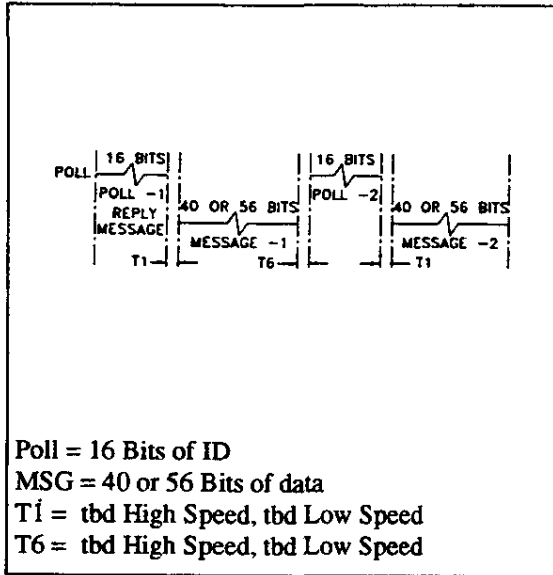 16 BITS 16 BITS
POLL POLL -1 POLL -2
REPLY MESSAGE 40 OR 56 BITS 40 OR 56 BITS
MESSAGE -1 MESSAGE -2
T1 T6 T1
Poll = 16 Bits of ID
MSG = 40 or 56 Bits of data
TÍ = tbd High Speed, tbd Low Speed
T6 = tbd High Speed, tbd Low Speed